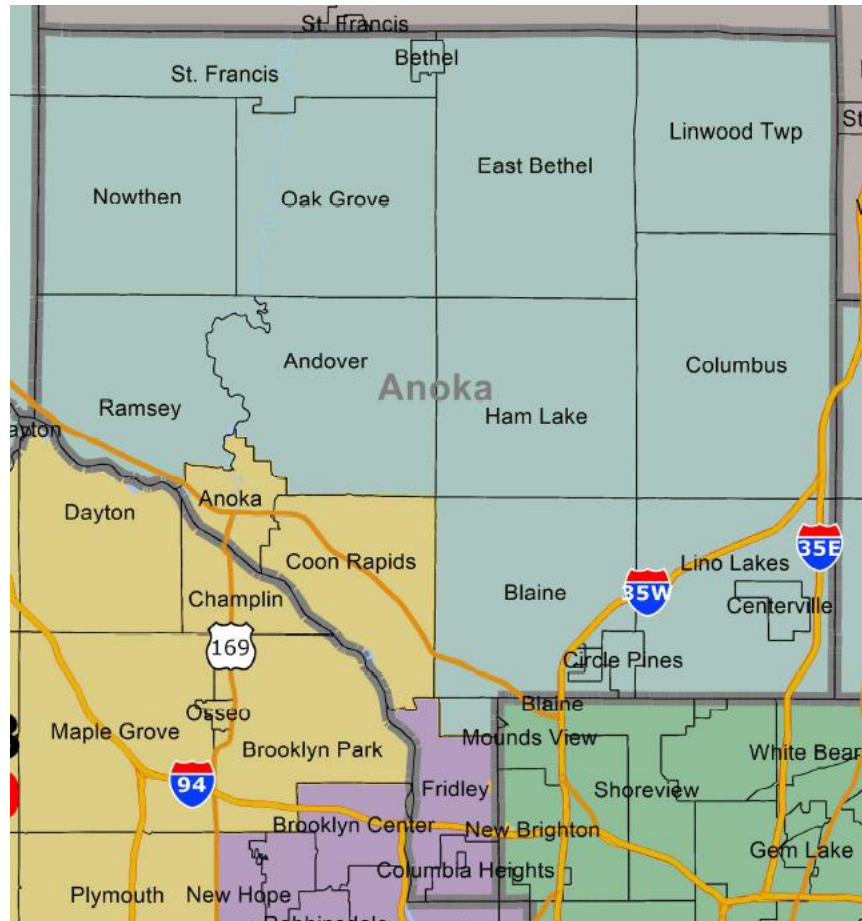 St. Francis
Bethel
St. Francis
Linwood Twp
East Bethel
Nowthen
Oak Grove
Andover
Columbus
Anoka
Ramsey
Ham Lake
Anoka
Dayton
Coon Rapids
35E
Lino Lakes
Blaine
35W
Champlin
Centerville
169
Circle Pines
Blaine
Osseo
Maple Grove
Mounds View
Brooklyn Park
White Bear
94
Fridley
Shoreview
Brooklyn Center
New Brighton
Gem Lake
Columbia Heights
Plymouth
New Hope